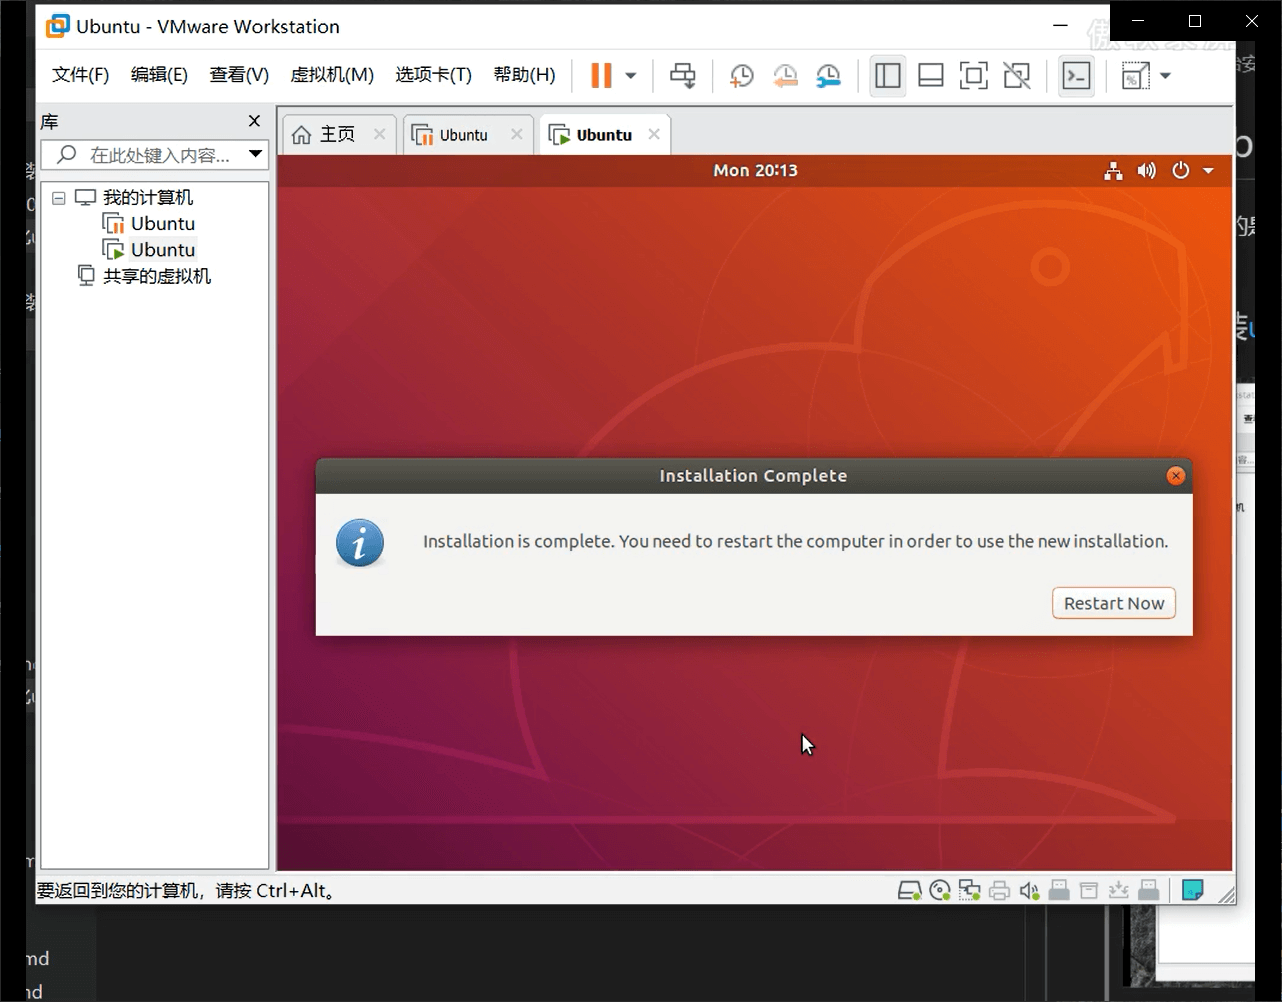 Ubuntu - VMware Workstation
文件(F) 编辑(E) 查看(V) 虚拟机(M) 选项卡(T) 帮助(H)
库
在此处键入内容...
我的计算机
Ubuntu
Ubuntu
共享的虚拟机
主页 Ubuntu Ubuntu
Mon 20:13
Installation Complete
Installation is complete. You need to restart the computer in order to use the new installation.
Restart Now
要返回到您的计算机，请按 Ctrl+Alt。
md
nd